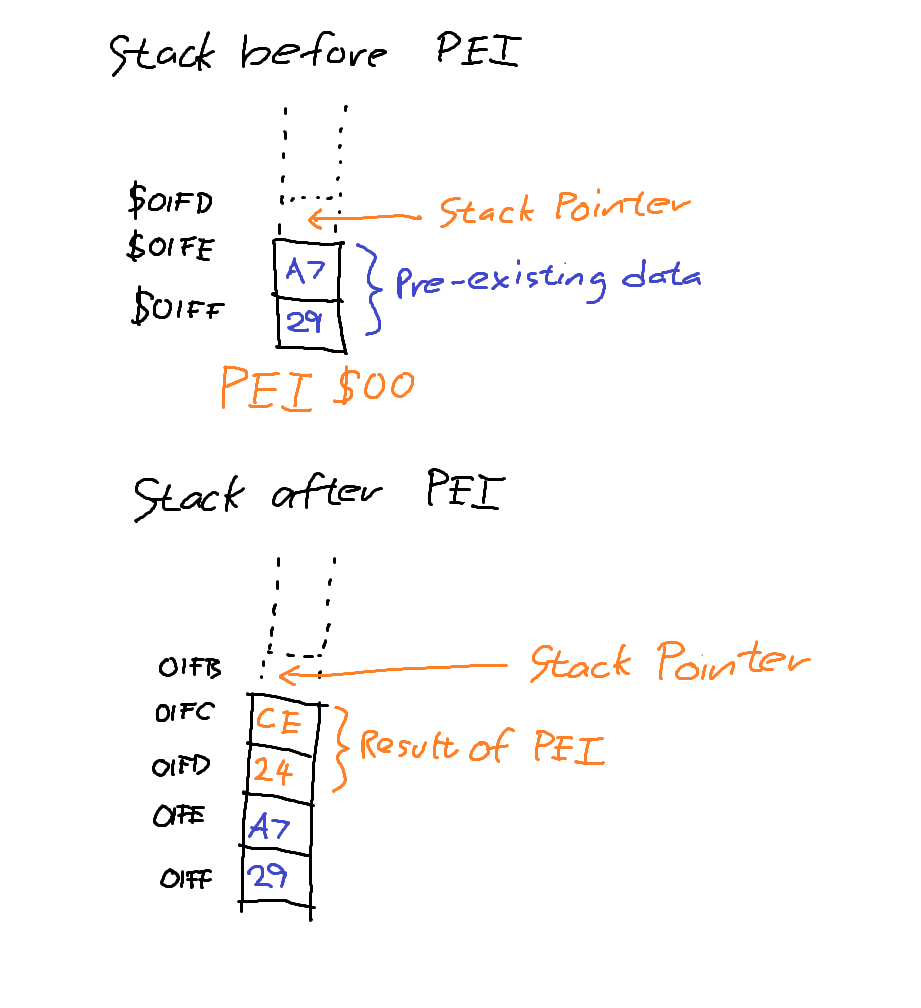 Stack before PEI
$01FD
Stack Pointer
$01FE
A7
Pre-existing data
$01FF
29
PEI $00
Stack after PEI
01FB
Stack Pointer
01FC
CE
Result of PEI
01FD
24
01FE
A7
01FF
29